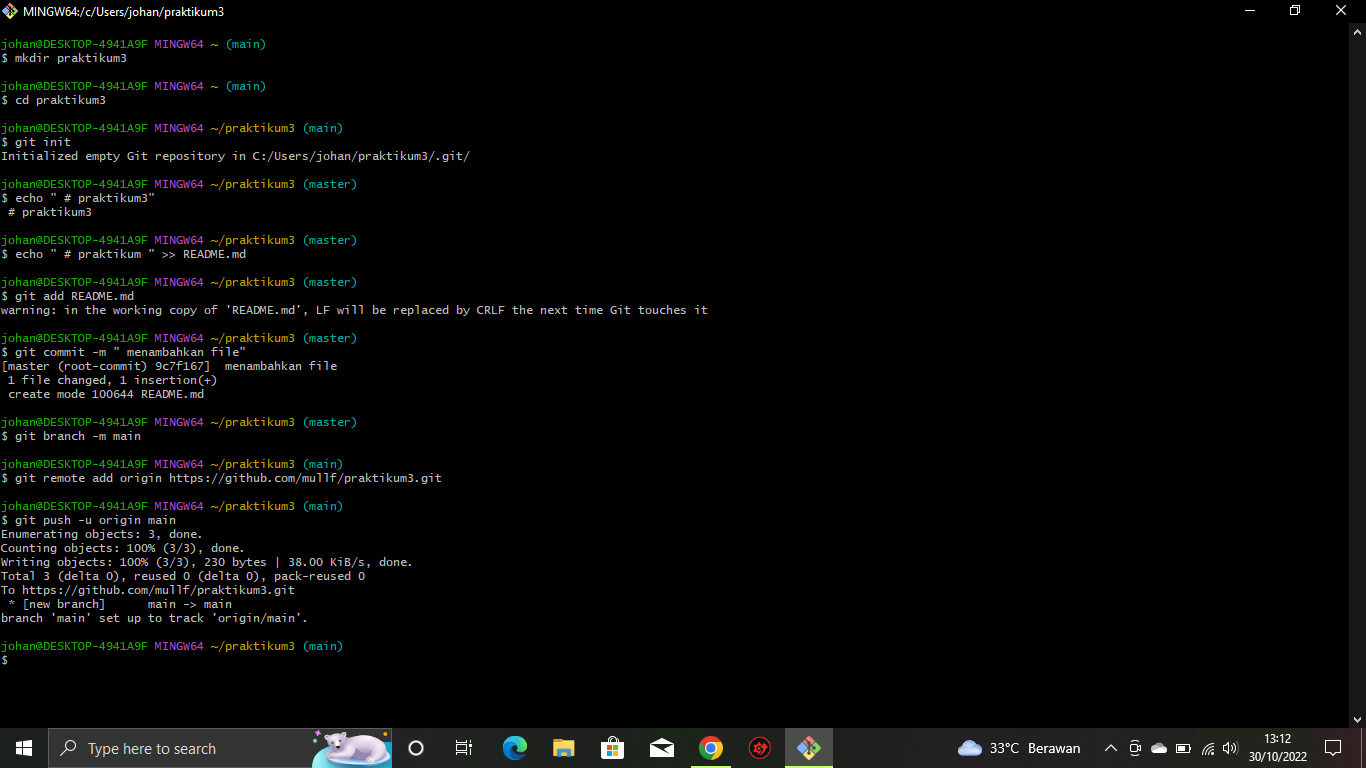 MINGW64:/c/Users/johan/praktikum3
johan@DESKTOP-4941A9F MINGW64 ~ (main)
$ mkdir praktikum3
johan@DESKTOP-4941A9F MINGW64 ~ (main)
$ cd praktikum3
johan@DESKTOP-4941A9F MINGW64 ~/praktikum3 (main)
$ git init
Initialized empty Git repository in C:/Users/johan/praktikum3/.git/
johan@DESKTOP-4941A9F MINGW64 ~/praktikum3 (master)
$ echo " # praktikum3"
 # praktikum3
johan@DESKTOP-4941A9F MINGW64 ~/praktikum3 (master)
$ echo " # praktikum " >> README.md
johan@DESKTOP-4941A9F MINGW64 ~/praktikum3 (master)
$ git add README.md
warning: in the working copy of 'README.md', LF will be replaced by CRLF the next time Git touches it
johan@DESKTOP-4941A9F MINGW64 ~/praktikum3 (master)
$ git commit -m " menambahkan file"
[master (root-commit) 9c7f167]  menambahkan file
 1 file changed, 1 insertion(+)
 create mode 100644 README.md
johan@DESKTOP-4941A9F MINGW64 ~/praktikum3 (master)
$ git branch -m main
johan@DESKTOP-4941A9F MINGW64 ~/praktikum3 (main)
$ git remote add origin https://github.com/mullf/praktikum3.git
johan@DESKTOP-4941A9F MINGW64 ~/praktikum3 (main)
$ git push -u origin main
Enumerating objects: 3, done.
Counting objects: 100% (3/3), done.
Writing objects: 100% (3/3), 230 bytes | 38.00 KiB/s, done.
Total 3 (delta 0), reused 0 (delta 0), pack-reused 0
To https://github.com/mullf/praktikum3.git
 * [new branch]      main -> main
branch 'main' set up to track 'origin/main'.
johan@DESKTOP-4941A9F MINGW64 ~/praktikum3 (main)
$
Type here to search
33°C Berawan
13:12
30/10/2022